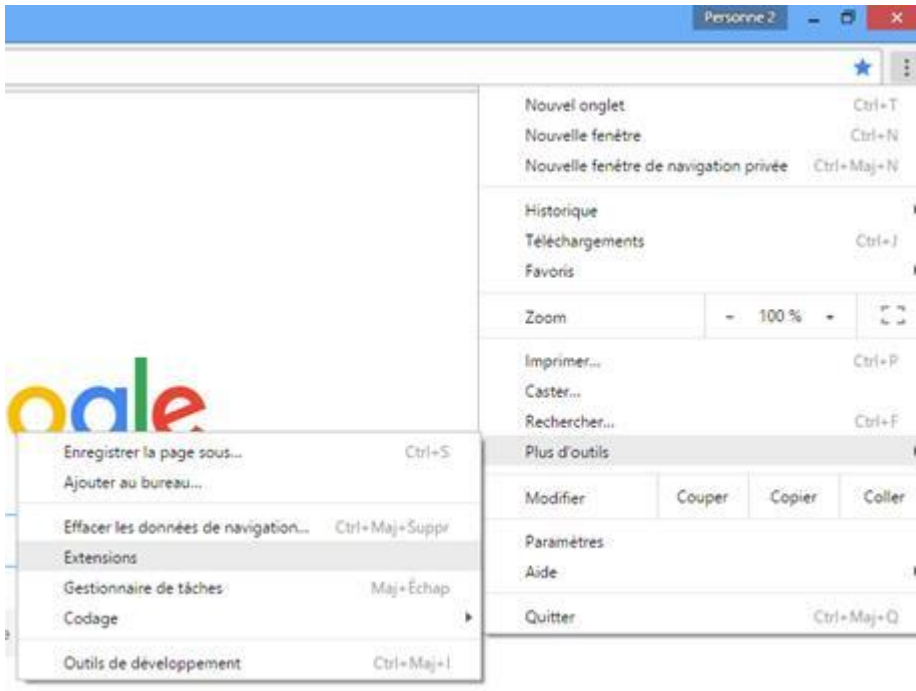 Personne 2
Nouvel onglet Ctrl+T
Nouvelle fenêtre Ctrl+N
Nouvelle fenêtre de navigation privée Ctrl+Maj+N
Historique
Téléchargements Ctrl+J
Favoris
Zoom - 100 % +
Imprimer... Ctrl+P
Caster...
Rechercher... Ctrl+F
Plus d'outils
Modifier Couper Copier Coller
Paramètres
Aide
Quitter Ctrl+Maj+Q
ogle
Enregistrer la page sous... Ctrl+S
Ajouter au bureau...
Effacer les données de navigation... Ctrl+Maj+Suppr
Extensions
Gestionnaire de tâches Maj+Échap
Codage
Outils de développement Ctrl+Maj+I